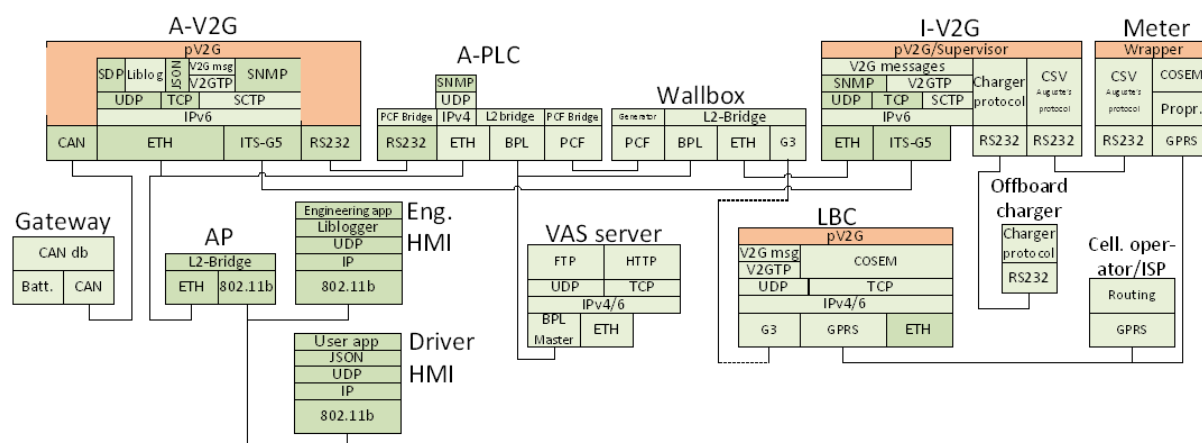 A-V2G
pV2G
SDP
Liblog
JSON
V2G msg
V2GTP
SNMP
UDP
TCP
SCTP
IPv6
CAN
ETH
ITS-G5
RS232
A-PLC
SNMP
UDP
PCF Bridge
IPv4
L2bridge
PCF Bridge
RS232
ETH
BPL
PCF
Wallbox
Generator
L2-Bridge
PCF
BPL
ETH
G3
I-V2G
pV2G/Supervisor
V2G messages
SNMP
V2GTP
UDP
TCP
SCTP
IPv6
Charger
protocol
CSV
Auguste's
protocol
ETH
ITS-G5
RS232
RS232
Meter
Wrapper
CSV
Auguste's
protocol
COSEM
Propr.
RS232
GPRS
Gateway
CAN db
Batt.
CAN
AP
L2-Bridge
ETH
802.11b
Engineering app
Liblogger
UDP
IP
802.11b
Eng.
HMI
User app
JSON
UDP
IP
802.11b
Driver
HMI
VAS server
FTP
HTTP
UDP
TCP
IPv4/6
BPL
Master
ETH
LBC
pV2G
V2G msg
V2GTP
COSEM
UDP
TCP
IPv4/6
G3
GPRS
ETH
Offboard
charger
Charger
protocol
RS232
Cell. oper-
ator/ISP
Routing
GPRS